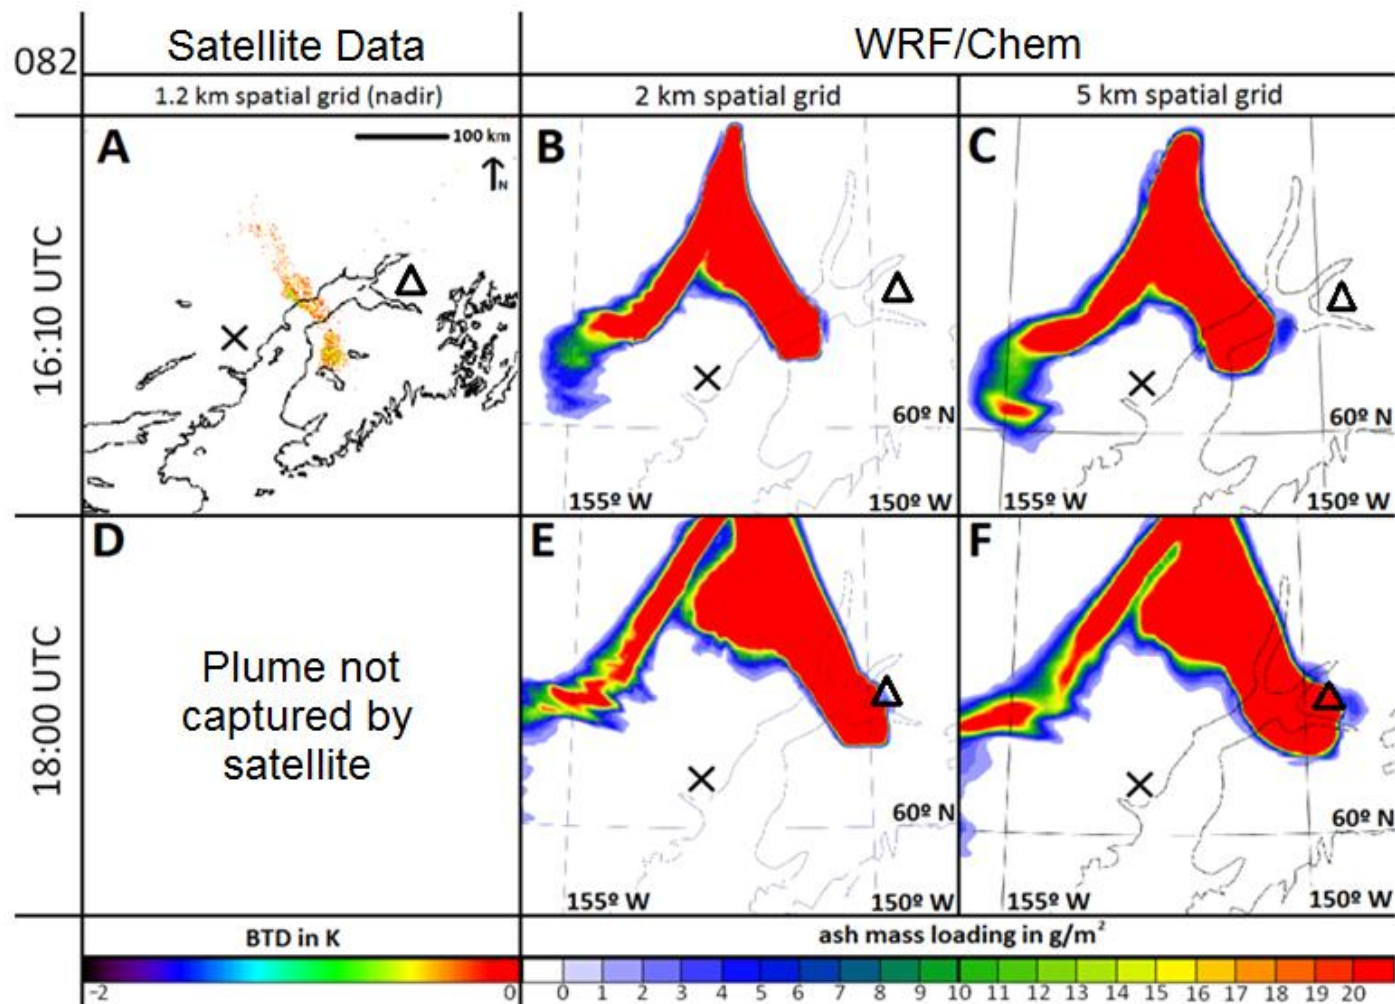 082
Satellite Data
WRF/Chem
1.2 km spatial grid (nadir)
2 km spatial grid
5 km spatial grid
16:10 UTC
A
100 km
N
B
60º N
155º W
150º W
C
60º N
155º W
150º W
18:00 UTC
D
Plume not
captured by
satellite
E
60º N
155º W
150º W
F
60º N
155º W
150º W
BTD in K
ash mass loading in g/m²
-2 0
0 1 2 3 4 6 7 8 9 10 11 12 13 14 15 16 17 18 19 20